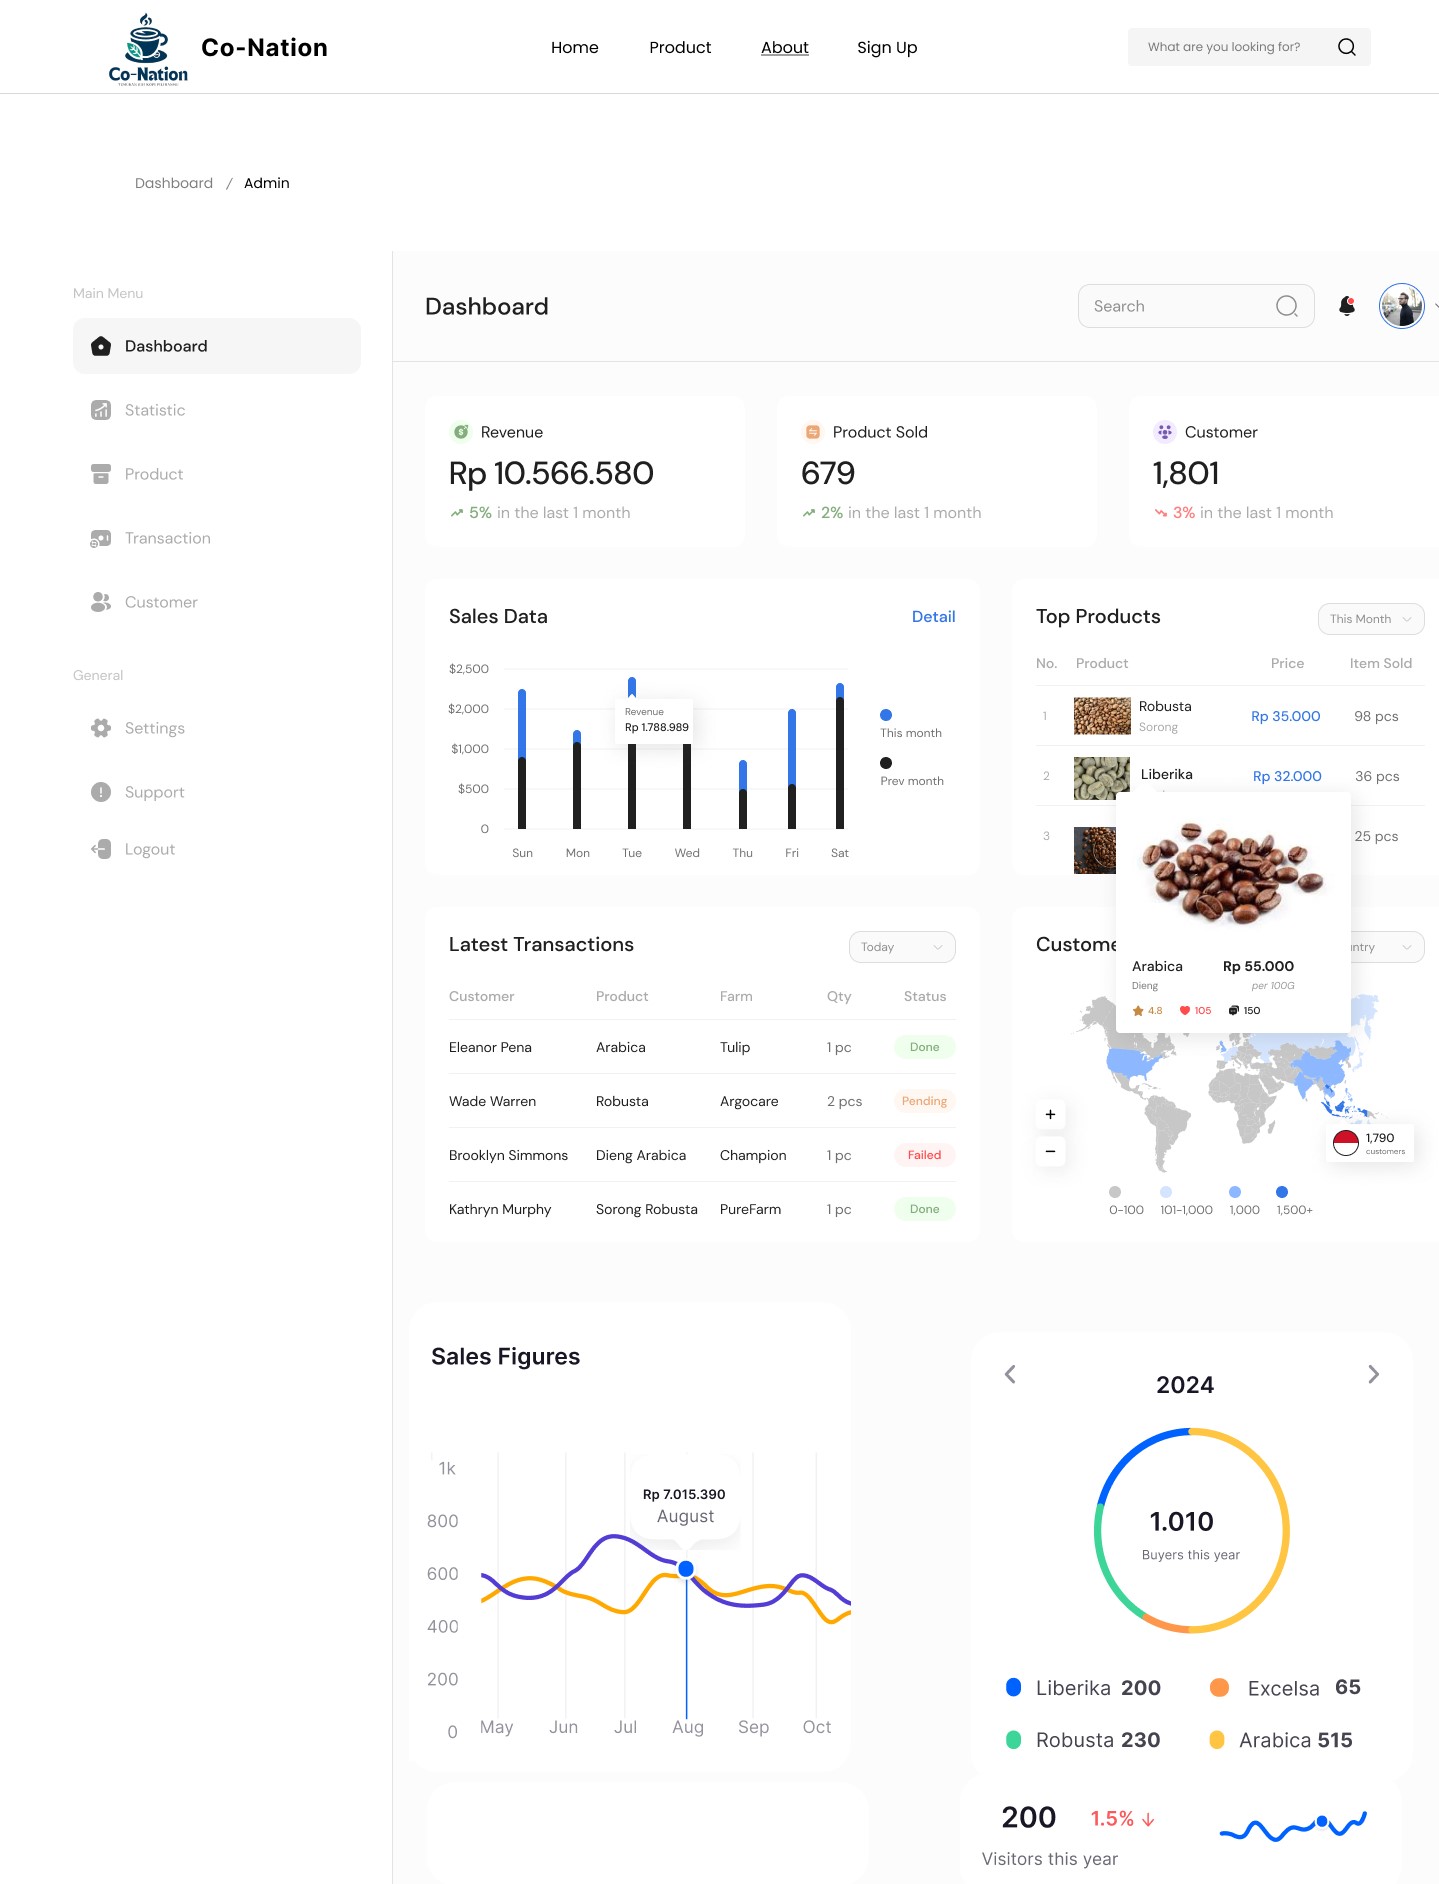 Co-Nation
Co-Nation
Home
Product
About
Sign Up
What are you looking for?
Dashboard / Admin
Main Menu
Dashboard
Statistic
Product
Transaction
Customer
General
Settings
Support
Logout
Dashboard
Search
Revenue
Rp 10.566.580
5% in the last 1 month
Product Sold
679
2% in the last 1 month
Customer
1,801
3% in the last 1 month
Sales Data
Detail
$2,500
$2,000
$1,000
$500
0
Revenue
Rp 1.788.989
Sun Mon Tue Wed Thu Fri Sat
This month
Prev month
Top Products
This Month
No. Product Price Item Sold
1 Robusta Rp 35.000 98 pcs
Sorong
2 Liberika Rp 32.000 36 pcs
3 25 pcs
Arabica Rp 55.000
Dieng per 100G
4.8 105 150
Latest Transactions
Today
Customer Product Farm Qty Status
Eleanor Pena Arabica Tulip 1 pc Done
Wade Warren Robusta Argocare 2 pcs Pending
Brooklyn Simmons Dieng Arabica Champion 1 pc Failed
Kathryn Murphy Sorong Robusta PureFarm 1 pc Done
Custome
ntry
+
−
1,790
customers
0-100 101-1,000 1,000 1,500+
Sales Figures
1k
800
600
400
200
0
Rp 7.015.390
August
May Jun Jul Aug Sep Oct
2024
1.010
Buyers this year
Liberika 200
Excelsa 65
Robusta 230
Arabica 515
200 1.5%
Visitors this year